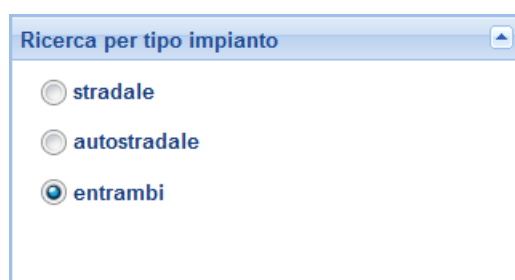 Ricerca per tipo impianto
stradale
autostradale
entrambi